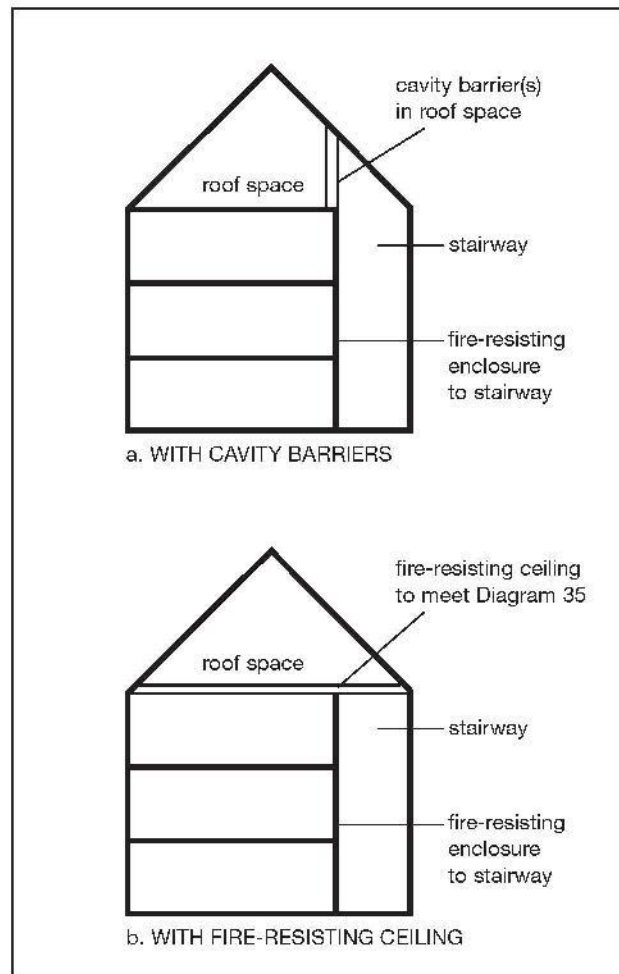 cavity barrier(s)
in roof space
roof space
stairway
fire-resisting
enclosure
to stairway
a. WITH CAVITY BARRIERS
fire-resisting ceiling
to meet Diagram 35
roof space
stairway
fire-resisting
enclosure
to stairway
b. WITH FIRE-RESISTING CEILING